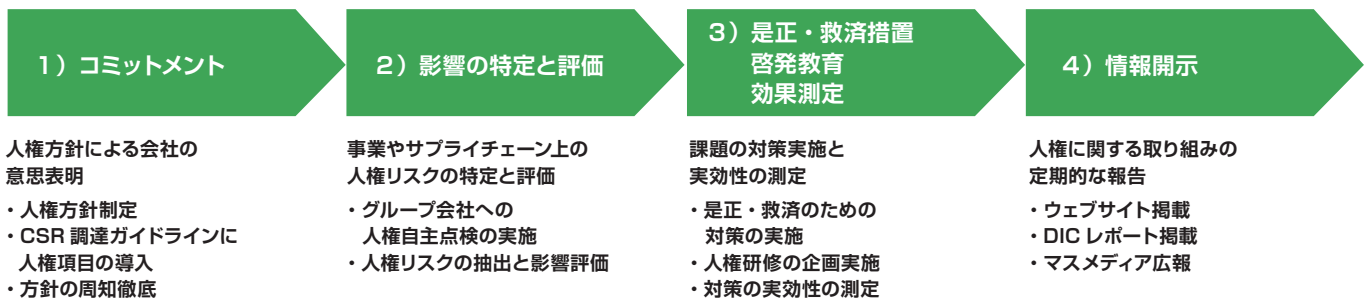 1）コミットメント
人権方針による会社の
意思表明
・人権方針制定
・CSR 調達ガイドラインに
人権項目の導入
・方針の周知徹底
2）影響の特定と評価
事業やサプライチェーン上の
人権リスクの特定と評価
・グループ会社への
人権自主点検の実施
・人権リスクの抽出と影響評価
3）是正・救済措置
啓発教育
効果測定
課題の対策実施と
実効性の測定
・是正・救済のための
対策の実施
・人権研修の企画実施
・対策の実効性の測定
4）情報開示
人権に関する取り組みの
定期的な報告
・ウェブサイト掲載
・DIC レポート掲載
・マスメディア広報